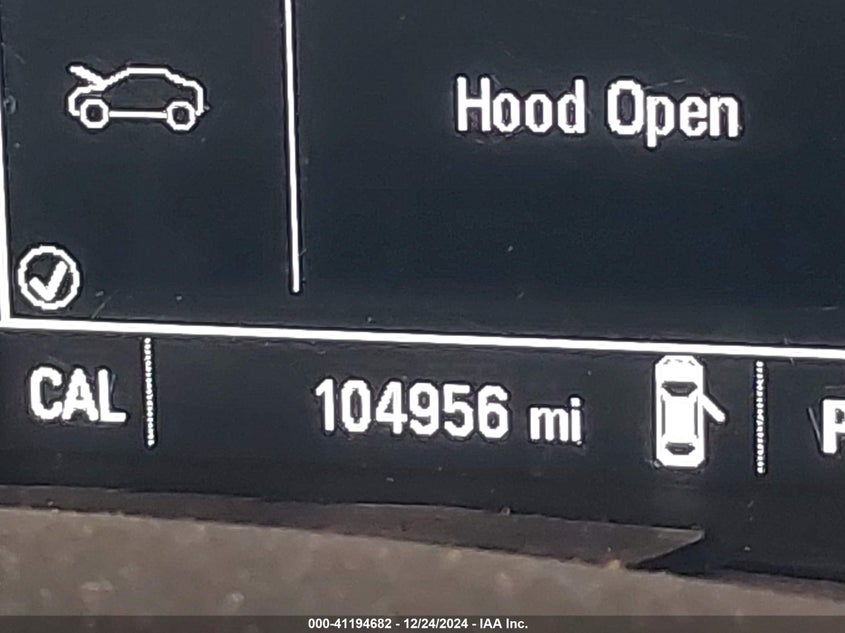 Hood Open
CAL
104956 mi
P
000-41194682 - 12/24/2024 - IAA Inc.